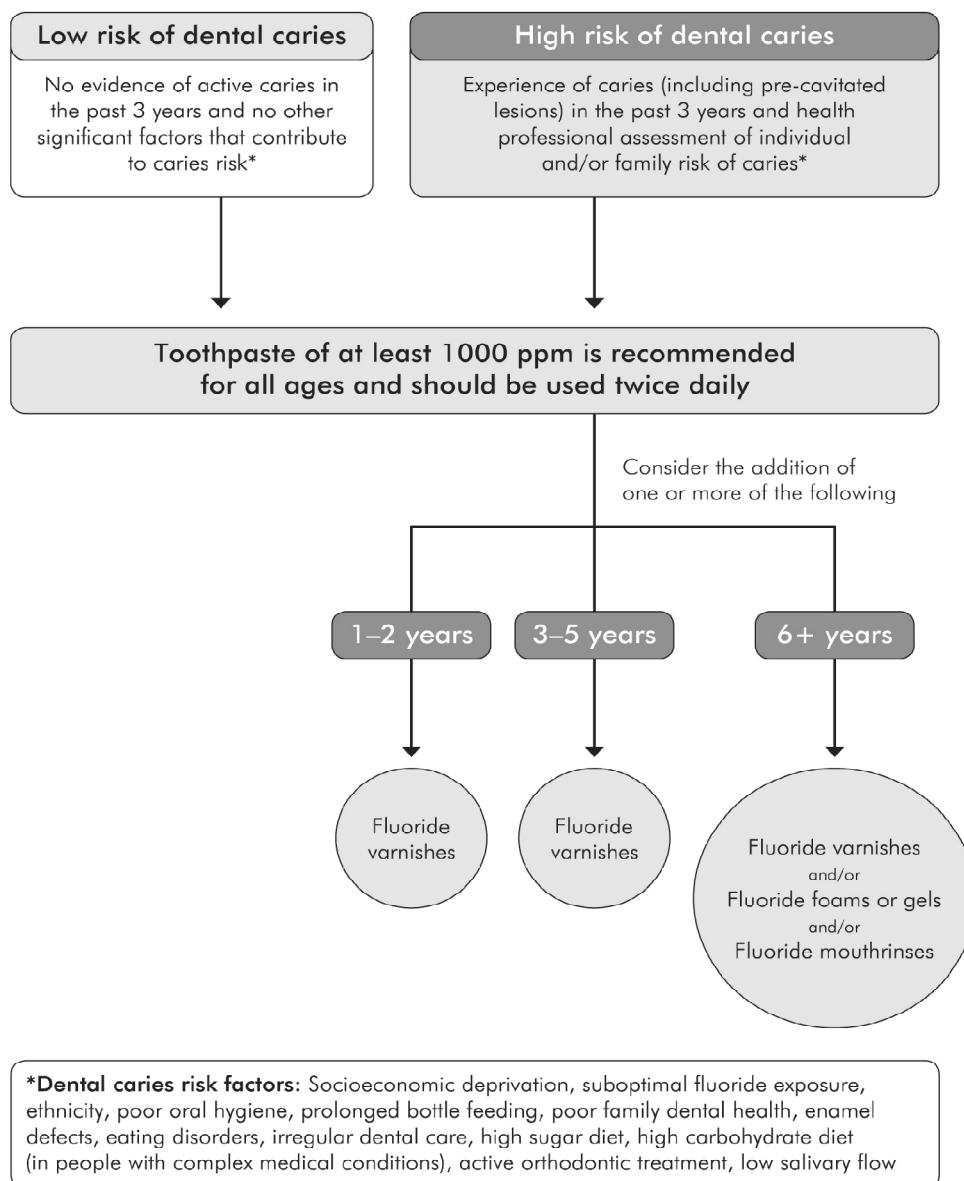 Low risk of dental caries
No evidence of active caries in
the past 3 years and no other
significant factors that contribute
to caries risk*
High risk of dental caries
Experience of caries (including pre-cavitated
lesions) in the past 3 years and health
professional assessment of individual
and/or family risk of caries*
Toothpaste of at least 1000 ppm is recommended
for all ages and should be used twice daily
Consider the addition of
one or more of the following
1–2 years
3–5 years
6+ years
Fluoride
varnishes
Fluoride
varnishes
Fluoride varnishes
and/or
Fluoride foams or gels
and/or
Fluoride mouthrinses
*Dental caries risk factors: Socioeconomic deprivation, suboptimal fluoride exposure,
ethnicity, poor oral hygiene, prolonged bottle feeding, poor family dental health, enamel
defects, eating disorders, irregular dental care, high sugar diet, high carbohydrate diet
(in people with complex medical conditions), active orthodontic treatment, low salivary flow